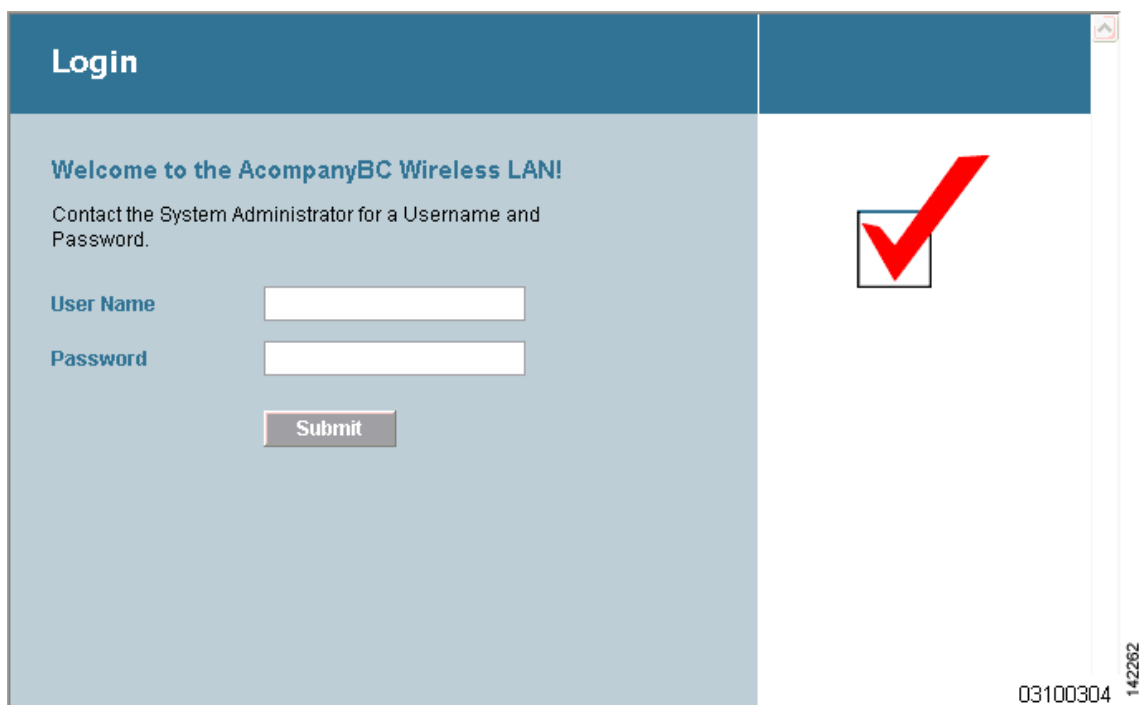 Login
Welcome to the AcompanyBC Wireless LAN!
Contact the System Administrator for a Username and
Password.
User Name
Password
Submit
03100304
142262